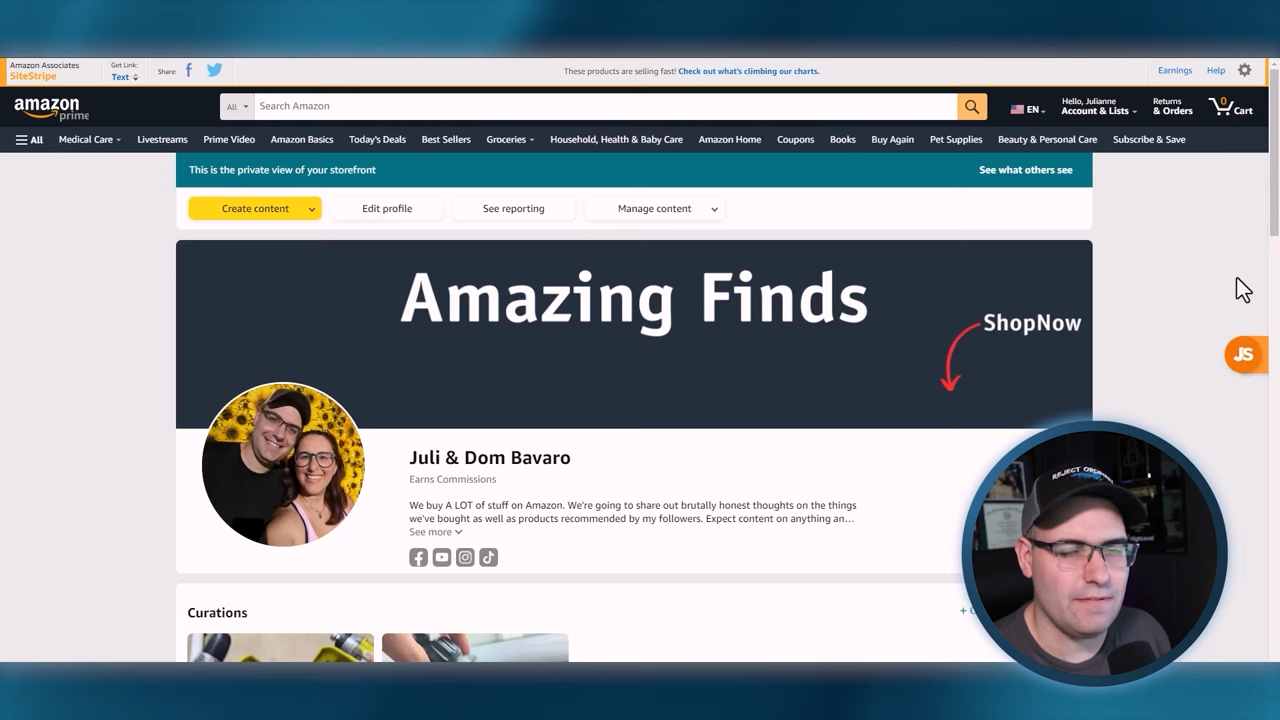 Amazon Associates
SiteStripe
Get Link:
Text
Share:
These products are selling fast! Check out what's climbing our charts.
Earnings
Help
amazon
prime
All
Search Amazon
EN
Hello, Julianne
Account & Lists
Returns
& Orders
0
Cart
All
Medical Care
Livestreams
Prime Video
Amazon Basics
Today's Deals
Best Sellers
Groceries
Household, Health & Baby Care
Amazon Home
Coupons
Books
Buy Again
Pet Supplies
Beauty & Personal Care
Subscribe & Save
This is the private view of your storefront
See what others see
Create content
Edit profile
See reporting
Manage content
Amazing Finds
ShopNow
JS
Juli & Dom Bavaro
Earns Commissions
We buy A LOT of stuff on Amazon. We're going to share out brutally honest thoughts on the things
we've bought as well as products recommended by my followers. Expect content on anything an...
See more
Curations
REJECT